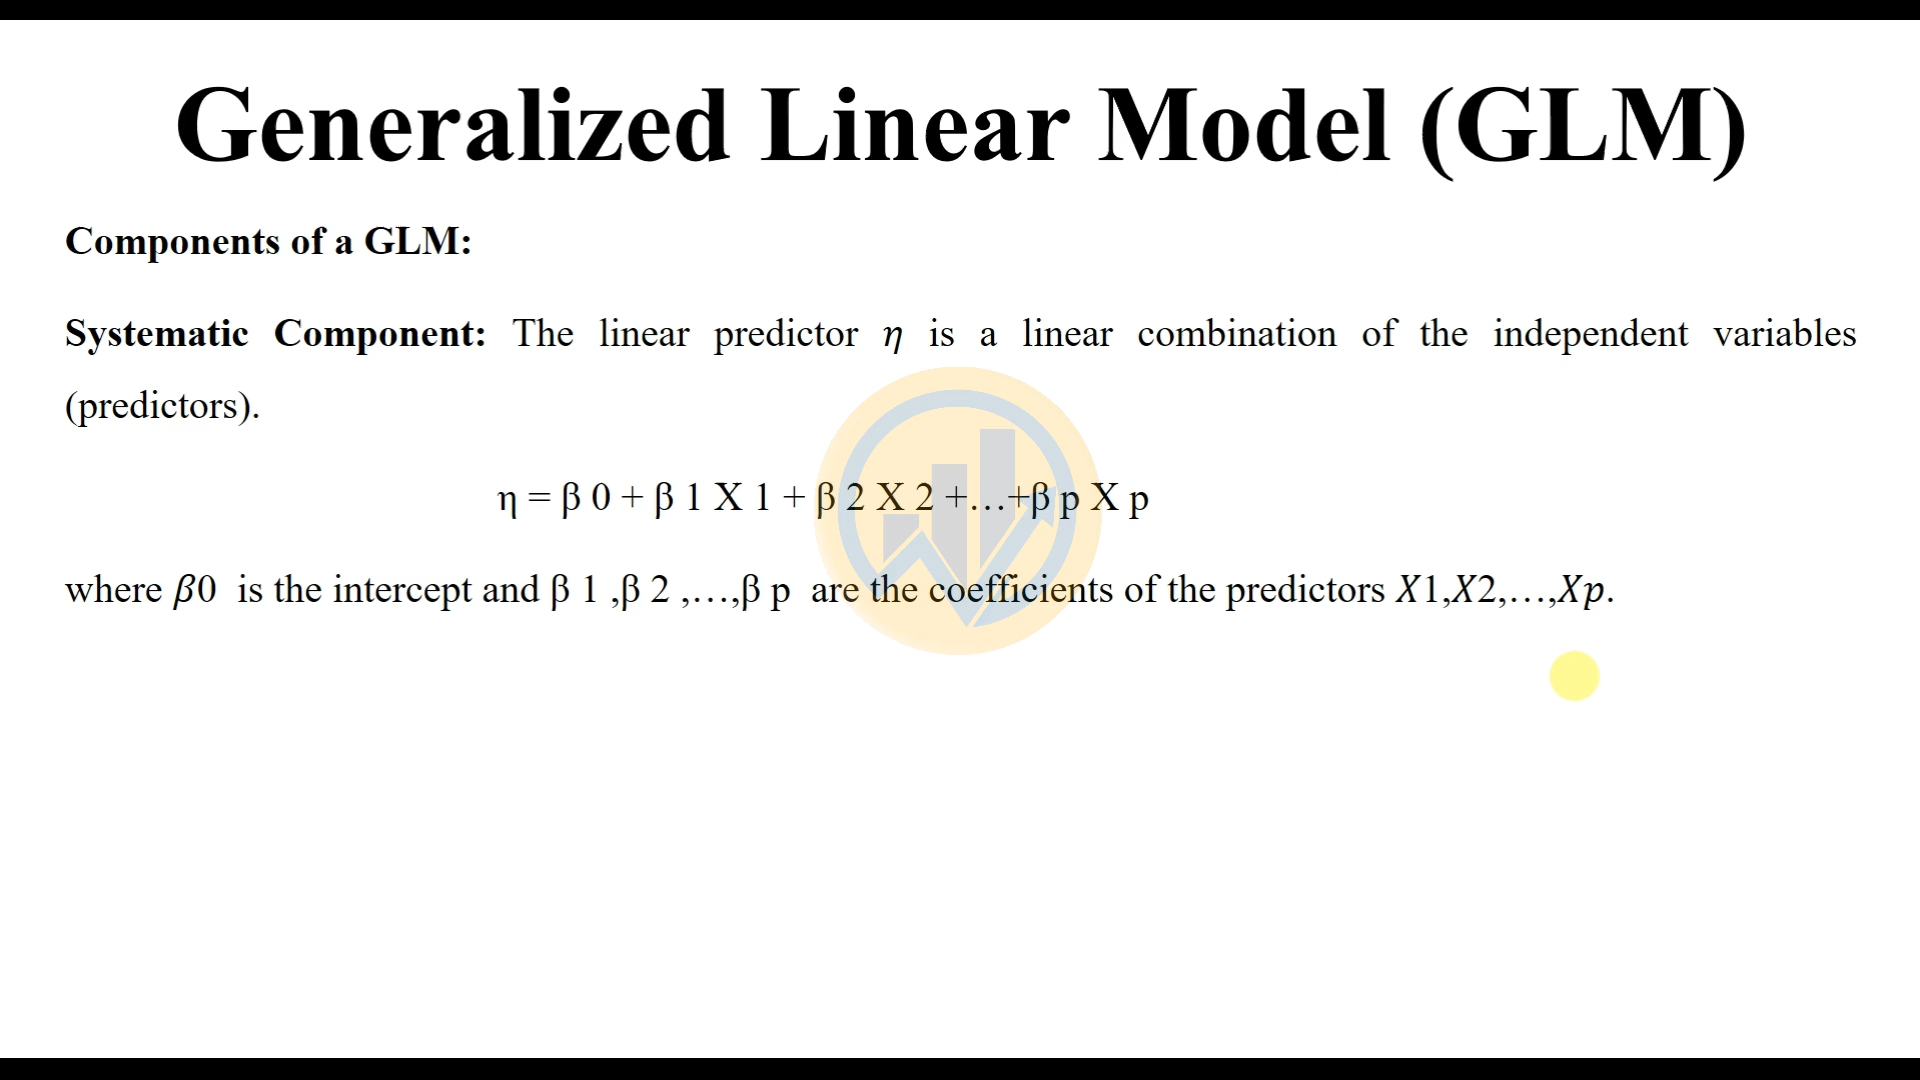 Generalized Linear Model (GLM)
Components of a GLM:
Systematic Component: The linear predictor η is a linear combination of the independent variables
(predictors).
η = β 0 + β 1 X 1 + β 2 X 2 +…+β p X p
where β0 is the intercept and β 1 ,β 2 ,…,β p are the coefficients of the predictors X1,X2,…,Xp.